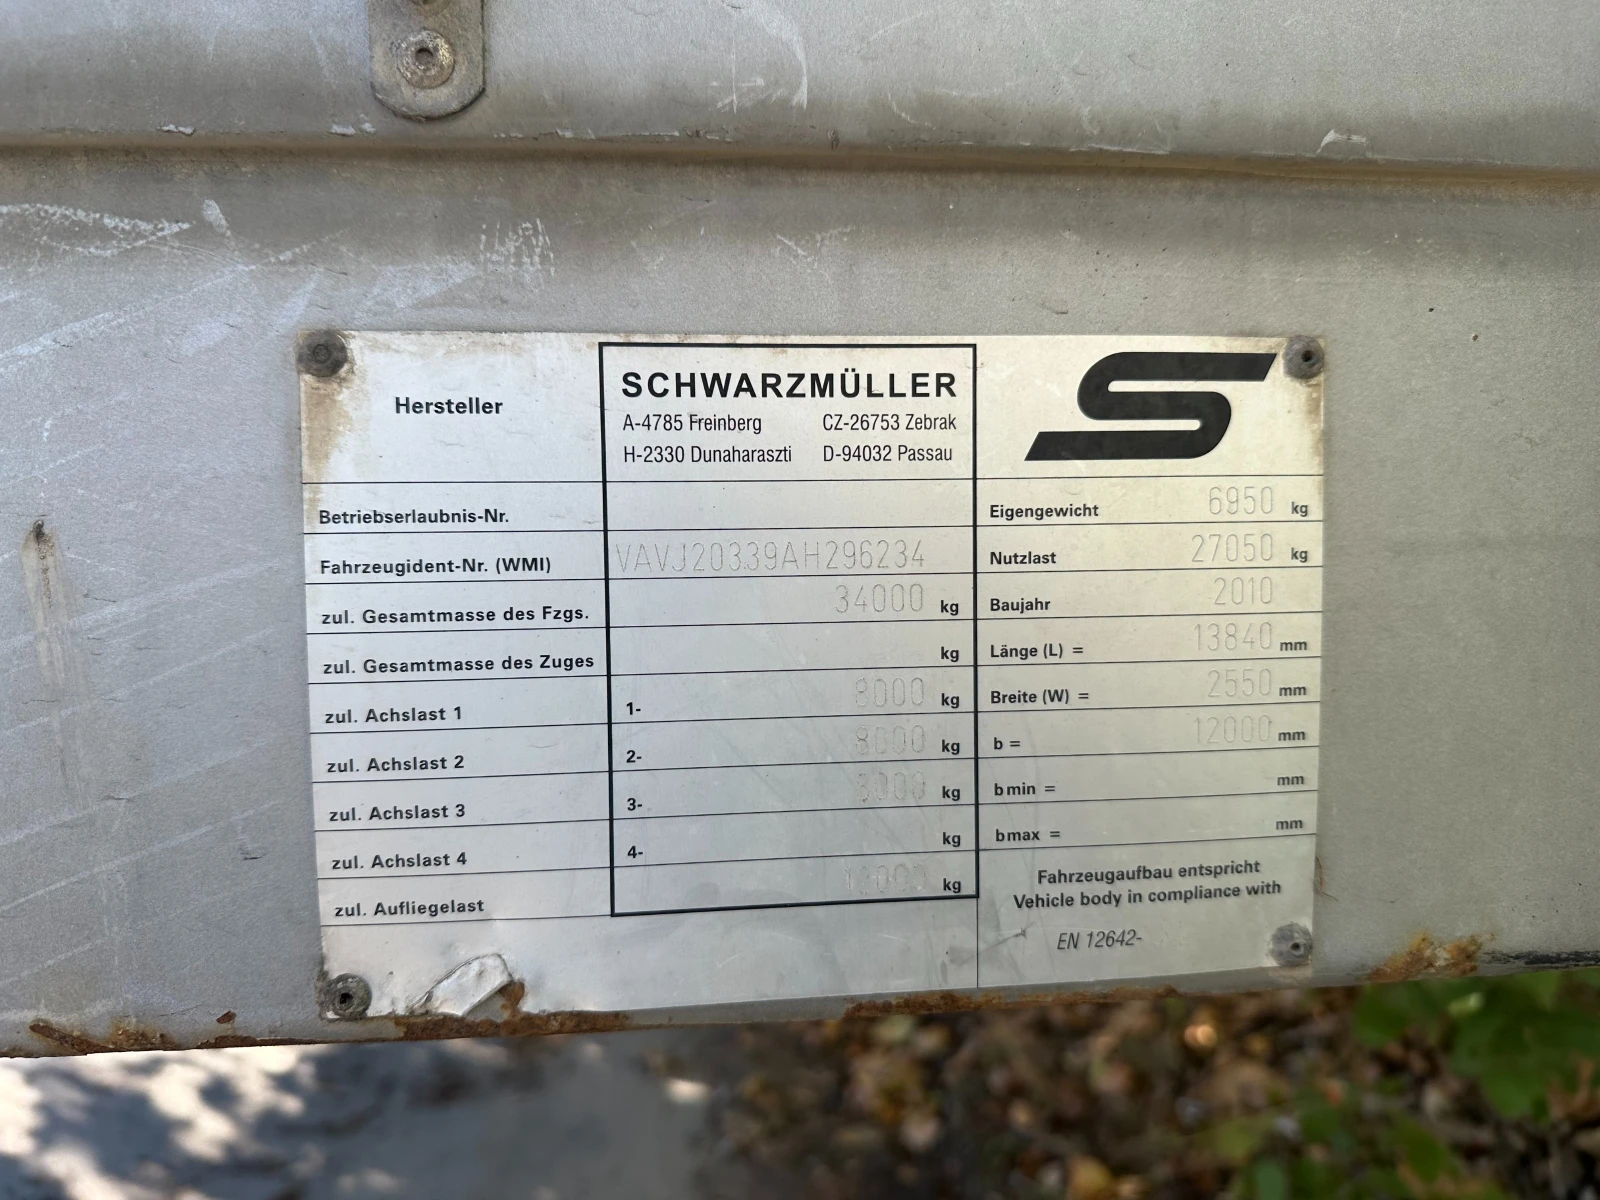 Hersteller
SCHWARZMÜLLER
A-4785 Freinberg CZ-26753 Zebrak
H-2330 Dunaharaszti D-94032 Passau
Betriebserlaubnis-Nr.
Fahrzeugident-Nr. (WMI) VAVJ20339AH296234
zul. Gesamtmasse des Fzgs. 34000 kg
zul. Gesamtmasse des Zuges kg
zul. Achslast 1 1- 8000 kg
zul. Achslast 2 2- 8000 kg
zul. Achslast 3 3- kg
zul. Achslast 4 4- kg
zul. Aufliegelast kg
Eigengewicht 6950 kg
Nutzlast 27050 kg
Baujahr 2010
Länge (L) = 13840 mm
Breite (W) = 2550 mm
b = 12000 mm
bmin = mm
bmax = mm
Fahrzeugaufbau entspricht
Vehicle body in compliance with
EN 12642-